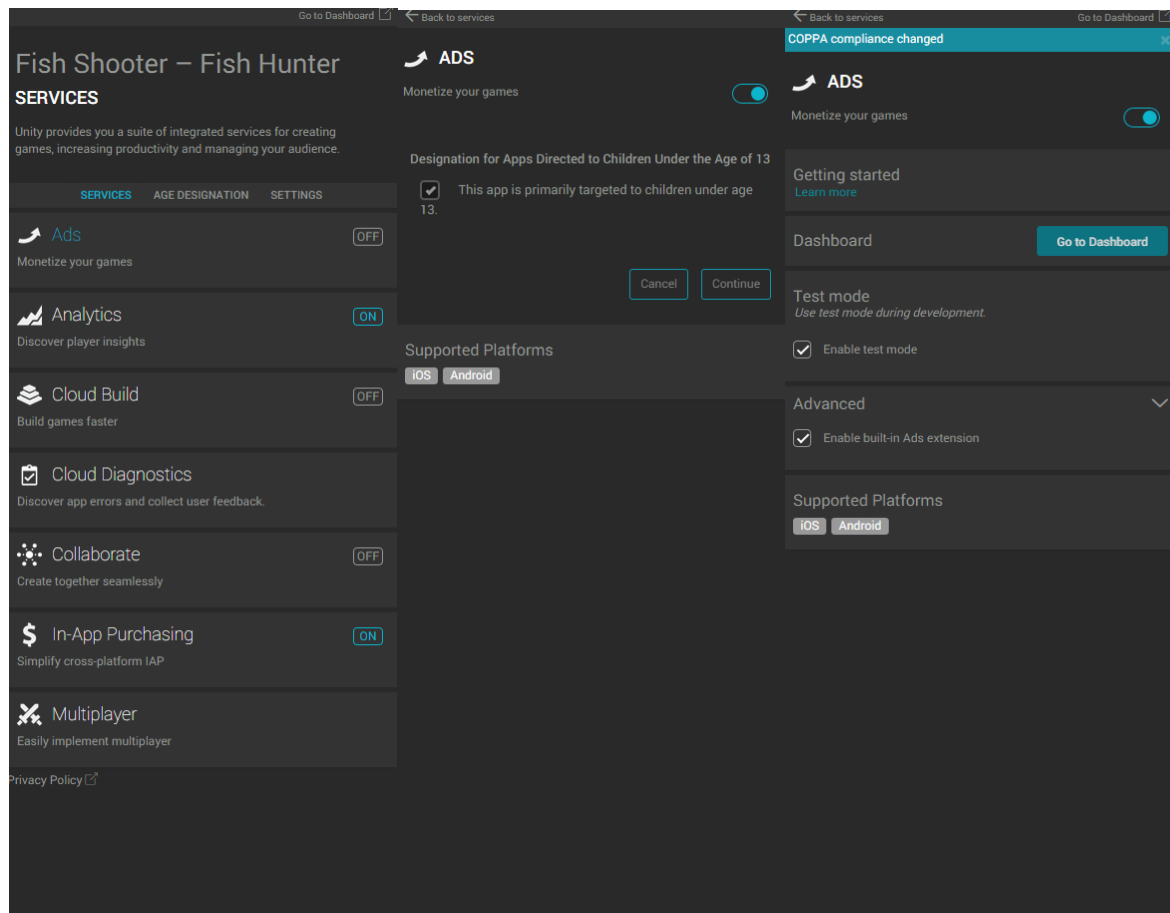 Go to Dashboard
Fish Shooter – Fish Hunter
SERVICES
Unity provides you a suite of integrated services for creating
games, increasing productivity and managing your audience.
SERVICES AGE DESIGNATION SETTINGS
Ads OFF
Monetize your games
Analytics ON
Discover player insights
Cloud Build OFF
Build games faster
Cloud Diagnostics
Discover app errors and collect user feedback.
Collaborate OFF
Create together seamlessly
In-App Purchasing ON
Simplify cross-platform IAP
Multiplayer
Easily implement multiplayer
Privacy Policy
Back to services
ADS
Monetize your games
Designation for Apps Directed to Children Under the Age of 13
This app is primarily targeted to children under age
13.
Cancel Continue
Supported Platforms
iOS Android
Back to services Go to Dashboard
COPPA compliance changed
ADS
Monetize your games
Getting started
Learn more
Dashboard Go to Dashboard
Test mode
Use test mode during development.
Enable test mode
Advanced
Enable built-in Ads extension
Supported Platforms
iOS Android